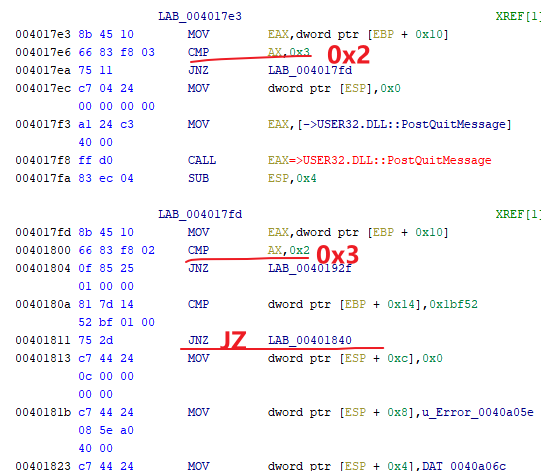 LAB_004017e3 XREF[1]
004017e3 8b 45 10 MOV EAX,dword ptr [EBP + 0x10]
004017e6 66 83 f8 03 CMP AX,0x3 0x2
004017ea 75 11 JNZ LAB_004017fd
004017ec c7 04 24 MOV dword ptr [ESP],0x0
00 00 00 00
004017f3 a1 24 c3 MOV EAX,[->USER32.DLL::PostQuitMessage]
40 00
004017f8 ff d0 CALL EAX=>USER32.DLL::PostQuitMessage
004017fa 83 ec 04 SUB ESP,0x4
LAB_004017fd XREF[1]
004017fd 8b 45 10 MOV EAX,dword ptr [EBP + 0x10]
00401800 66 83 f8 02 CMP AX,0x2 0x3
00401804 0f 85 25 JNZ LAB_0040192f
01 00 00
0040180a 81 7d 14 CMP dword ptr [EBP + 0x14],0x1bf52
52 bf 01 00
00401811 75 2d JNZ JZ LAB_00401840
00401813 c7 44 24 MOV dword ptr [ESP + 0xc],0x0
0c 00 00
00 00
0040181b c7 44 24 MOV dword ptr [ESP + 0x8],u_Error_0040a05e
08 5e a0
40 00
00401823 c7 44 24 MOV dword ptr [ESP + 0x4],DAT_0040a06c